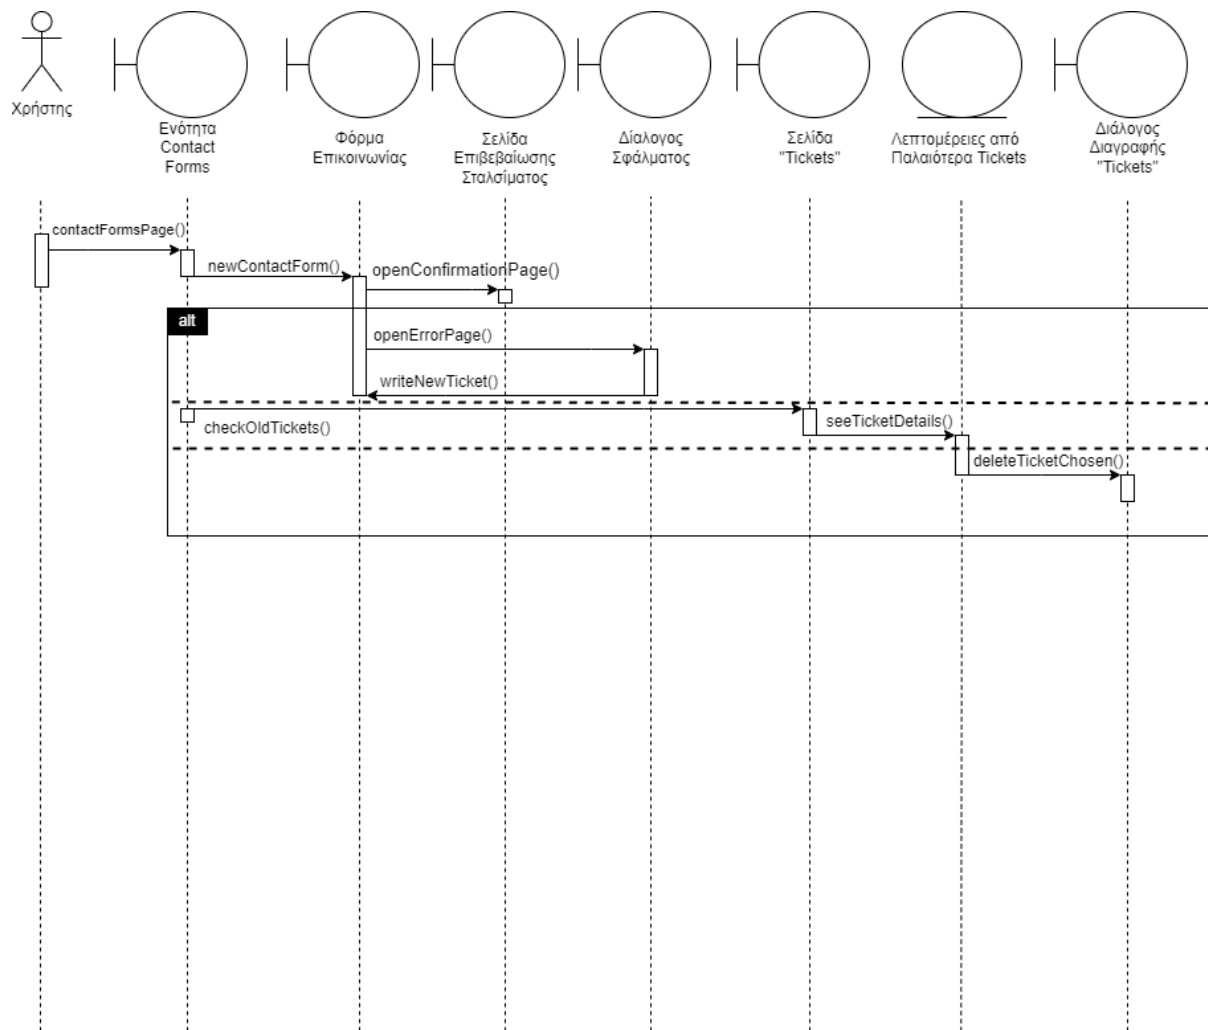 Χρήστης
Ενότητα
Contact
Forms
Φόρμα
Επικοινωνίας
Σελίδα
Επιβεβαίωσης
Σταλσίματος
Δίαλογος
Σφάλματος
Σελίδα
"Tickets"
Λεπτομέρειες από
Παλαιότερα Tickets
Διάλογος
Διαγραφής
"Tickets"
contactFormsPage()
newContactForm()
openConfirmationPage()
alt
openErrorPage()
writeNewTicket()
checkOldTickets()
seeTicketDetails()
deleteTicketChosen()